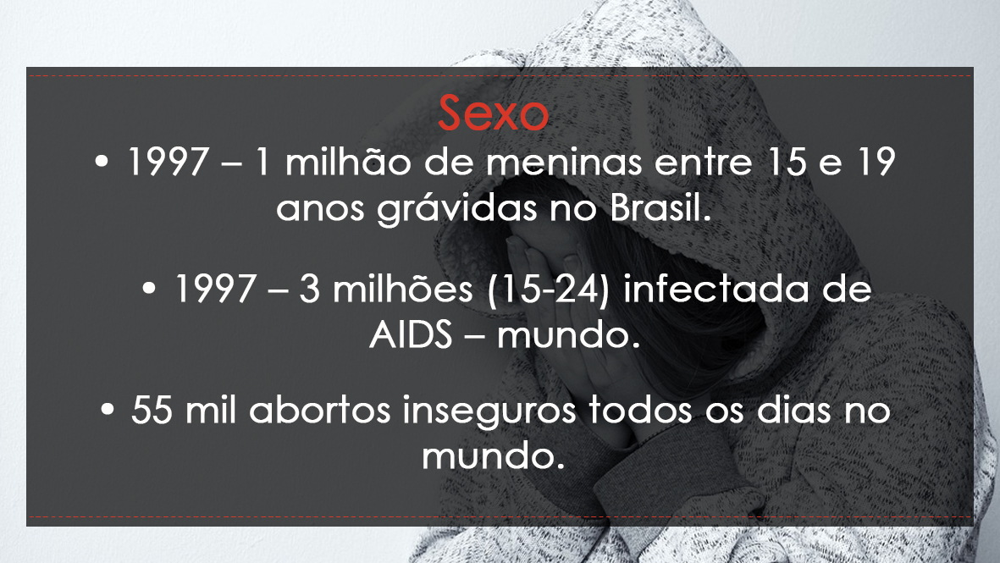 Sexo
• 1997 – 1 milhão de meninas entre 15 e 19
anos grávidas no Brasil.
• 1997 – 3 milhões (15-24) infectada de
AIDS – mundo.
• 55 mil abortos inseguros todos os dias no
mundo.